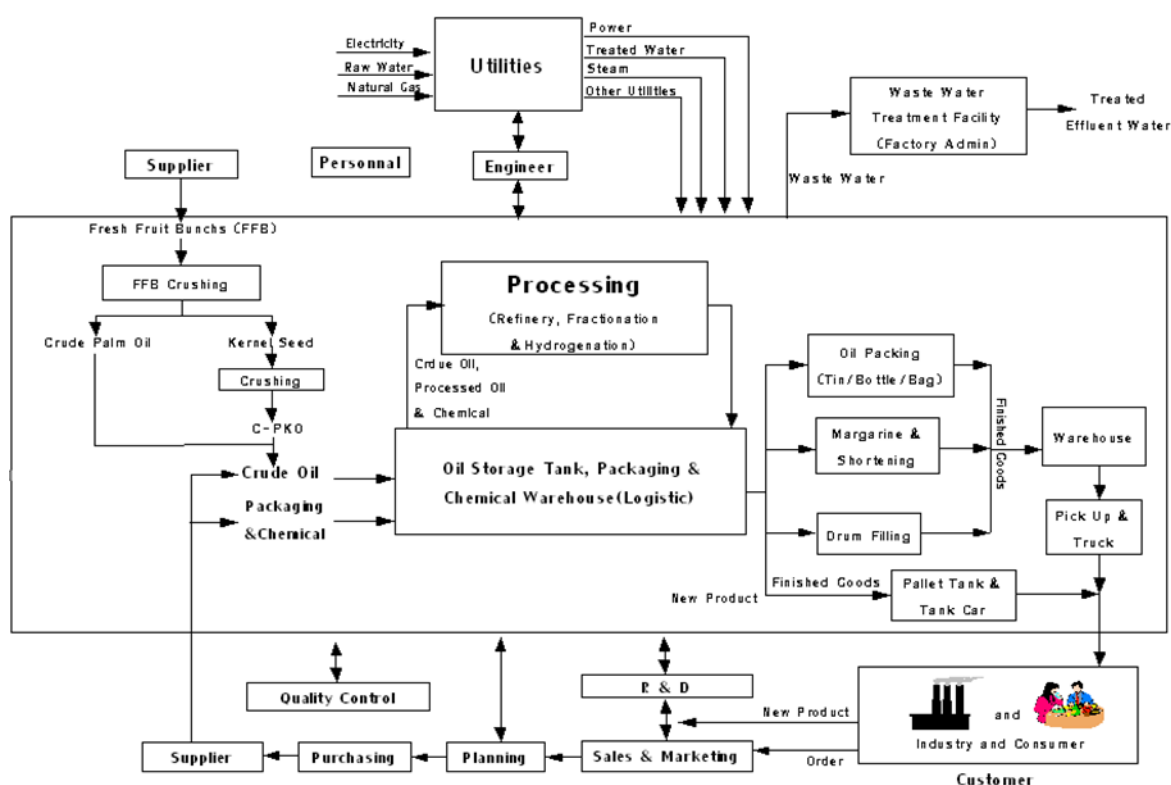 Power
Electricity
Treated Water
Utilities
Raw Water
Steam
Natural Gas
Other Utilities
Waste Water
Treatment Facility
(Factory Admin)
Treated
Effluent Water
Supplier
Personnal
Engineer
Waste Water
Fresh Fruit Bunchs (FFB)
FFB Crushing
Processing
(Refinery, Fractionation
& Hydrogenation)
Crude Palm Oil
Kernel Seed
Crushing
C-PKO
Crdue Oil,
Processed Oil
& Chemical
Oil Packing
(Tin/Bottle/Bag)
Finished Goods
Margarine &
Shortening
Warehouse
Crude Oil
Packaging
&Chemical
Oil Storage Tank, Packaging &
Chemical Warehouse(Logistic)
Drum Filling
Pick Up &
Truck
Finished Goods
New Product
Pallet Tank &
Tank Car
Quality Control
R & D
New Product
and
Industry and Consumer
Supplier
Purchasing
Planning
Sales & Marketing
Order
Customer